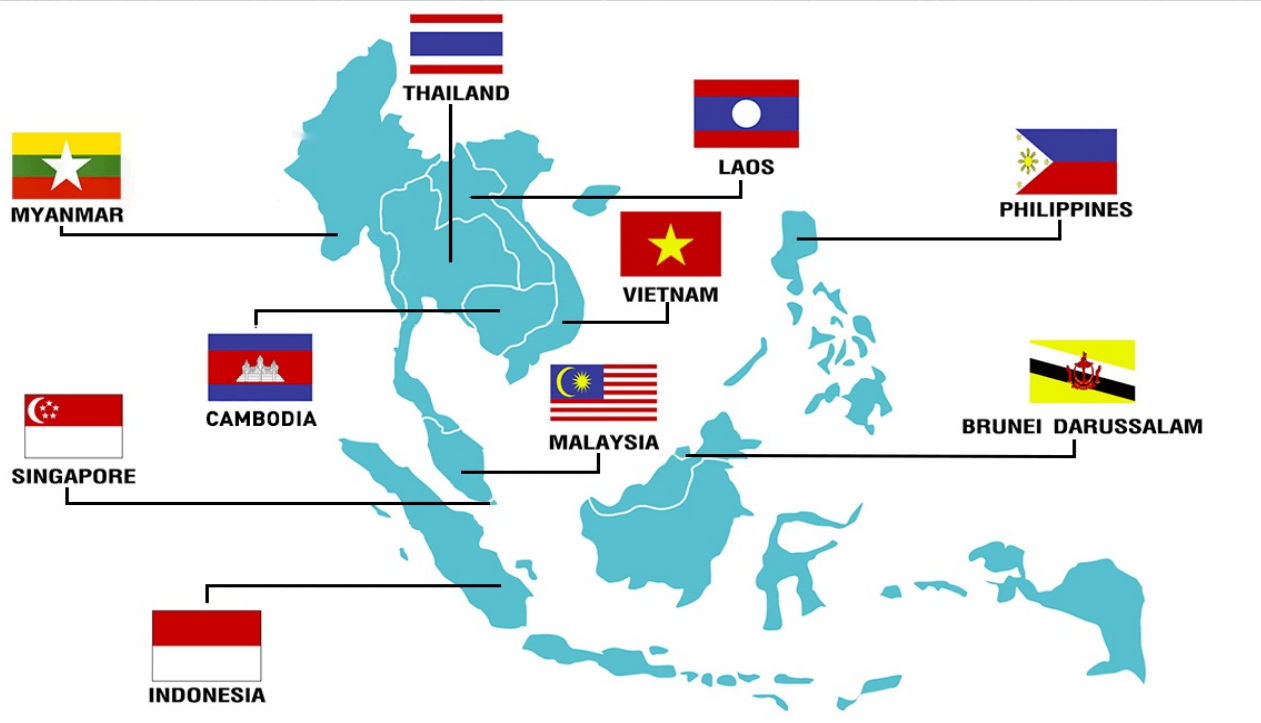 THAILAND
LAOS
MYANMAR
PHILIPPINES
VIETNAM
CAMBODIA
MALAYSIA
BRUNEI DARUSSALAM
SINGAPORE
INDONESIA